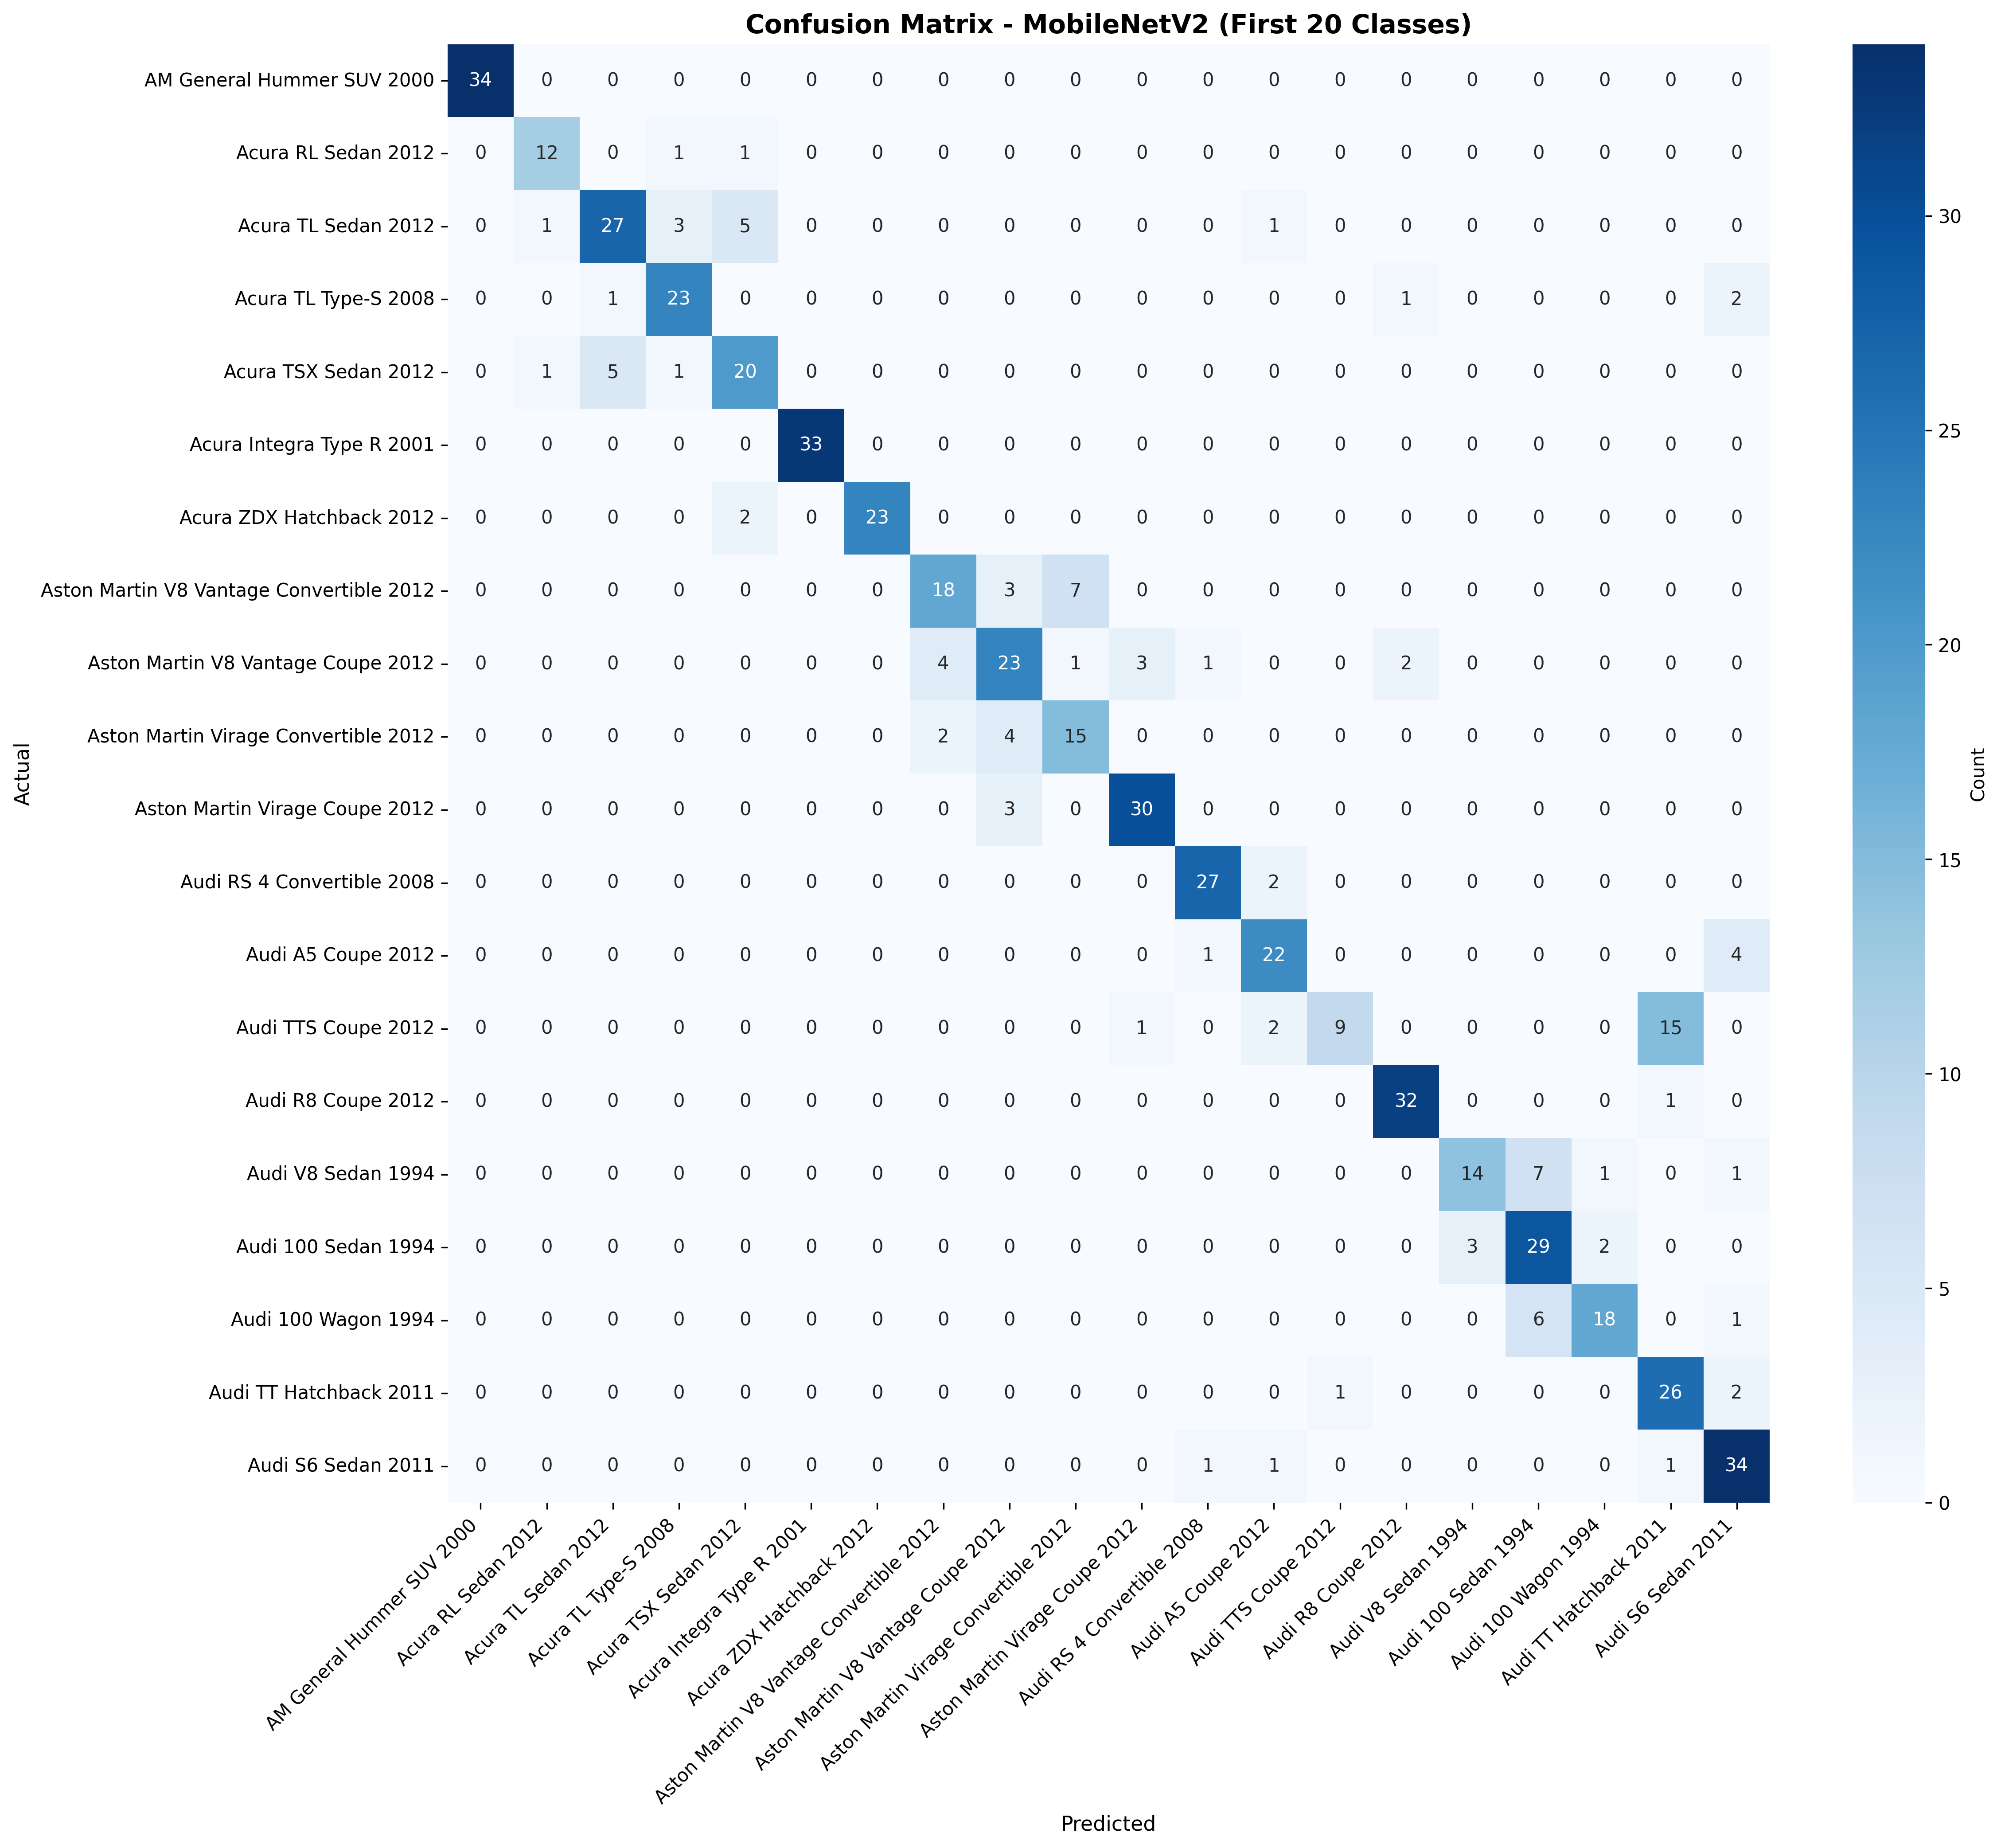 Confusion Matrix - MobileNetV2 (First 20 Classes)
AM General Hummer SUV 2000 34 0 0 0 0 0 0 0 0 0 0 0 0 0 0 0 0 0 0 0
Acura RL Sedan 2012 0 12 0 1 1 0 0 0 0 0 0 0 0 0 0 0 0 0 0 0
Acura TL Sedan 2012 0 1 27 3 5 0 0 0 0 0 0 0 1 0 0 0 0 0 0 0
Acura TL Type-S 2008 0 0 1 23 0 0 0 0 0 0 0 0 0 0 1 0 0 0 0 2
Acura TSX Sedan 2012 0 1 5 1 20 0 0 0 0 0 0 0 0 0 0 0 0 0 0 0
Acura Integra Type R 2001 0 0 0 0 0 33 0 0 0 0 0 0 0 0 0 0 0 0 0 0
Acura ZDX Hatchback 2012 0 0 0 0 2 0 23 0 0 0 0 0 0 0 0 0 0 0 0 0
Aston Martin V8 Vantage Convertible 2012 0 0 0 0 0 0 0 18 3 7 0 0 0 0 0 0 0 0 0 0
Aston Martin V8 Vantage Coupe 2012 0 0 0 0 0 0 0 4 23 1 3 1 0 0 2 0 0 0 0 0
Aston Martin Virage Convertible 2012 0 0 0 0 0 0 0 2 4 15 0 0 0 0 0 0 0 0 0 0
Aston Martin Virage Coupe 2012 0 0 0 0 0 0 0 0 3 0 30 0 0 0 0 0 0 0 0 0
Audi RS 4 Convertible 2008 0 0 0 0 0 0 0 0 0 0 0 27 2 0 0 0 0 0 0 0
Audi A5 Coupe 2012 0 0 0 0 0 0 0 0 0 0 0 1 22 0 0 0 0 0 0 4
Audi TTS Coupe 2012 0 0 0 0 0 0 0 0 0 0 1 0 2 9 0 0 0 0 15 0
Audi R8 Coupe 2012 0 0 0 0 0 0 0 0 0 0 0 0 0 0 32 0 0 0 1 0
Audi V8 Sedan 1994 0 0 0 0 0 0 0 0 0 0 0 0 0 0 0 14 7 1 0 1
Audi 100 Sedan 1994 0 0 0 0 0 0 0 0 0 0 0 0 0 0 0 3 29 2 0 0
Audi 100 Wagon 1994 0 0 0 0 0 0 0 0 0 0 0 0 0 0 0 0 6 18 0 1
Audi TT Hatchback 2011 0 0 0 0 0 0 0 0 0 0 0 0 0 1 0 0 0 0 26 2
Audi S6 Sedan 2011 0 0 0 0 0 0 0 0 0 0 0 1 1 0 0 0 0 0 1 34
Actual
AM General Hummer SUV 2000
Acura RL Sedan 2012
Acura TL Sedan 2012
Acura TL Type-S 2008
Acura TSX Sedan 2012
Acura Integra Type R 2001
Acura ZDX Hatchback 2012
Aston Martin V8 Vantage Convertible 2012
Aston Martin V8 Vantage Coupe 2012
Aston Martin Virage Convertible 2012
Aston Martin Virage Coupe 2012
Audi RS 4 Convertible 2008
Audi A5 Coupe 2012
Audi TTS Coupe 2012
Audi R8 Coupe 2012
Audi V8 Sedan 1994
Audi 100 Sedan 1994
Audi 100 Wagon 1994
Audi TT Hatchback 2011
Audi S6 Sedan 2011
Predicted
30
25
20
15
10
5
0
Count